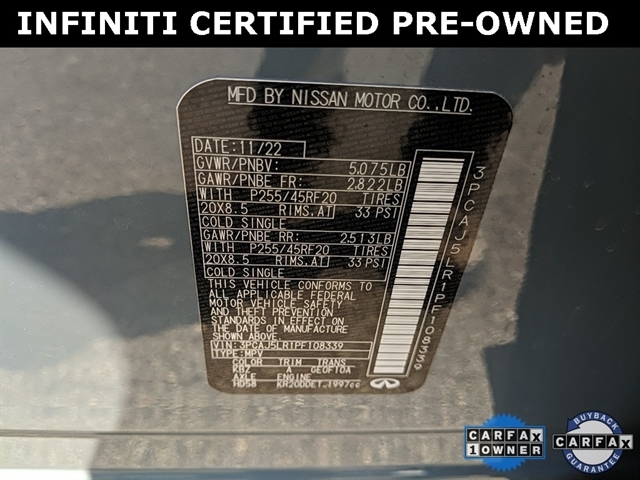 INFINITI CERTIFIED PRE-OWNED
MFD BY NISSAN MOTOR CO.,LTD.
DATE: 11/22
GVWR/PNBV: 5,075LB
GAWR/PNBE FR: 2,822LB
WITH P255/45RF20 TIRES
20X8.5 RIMS.AT 33 PSI
COLD SINGLE
GAWR/PNBE RR: 2513LB
WITH P255/45RF20 TIRES
20X8.5 RIMS.AT 33 PSI
COLD SINGLE
THIS VEHICLE CONFORMS TO
ALL APPLICABLE FEDERAL
MOTOR VEHICLE SAFETY
AND THEFT PREVENTION
STANDARDS IN EFFECT ON
THE DATE OF MANUFACTURE
SHOWN ABOVE.
VIN: 3PCAJ5LR1PF108339
TYPE: MPV
COLOR TRIM TRANS
KBZ A GE0F10A
AXLE ENGINE
HD58 KR20DDET 1997cc
3PCAJ5LR1PF108339
CARFAX
1 OWNER
BUYBACK
CARFAX
GUARANTEE